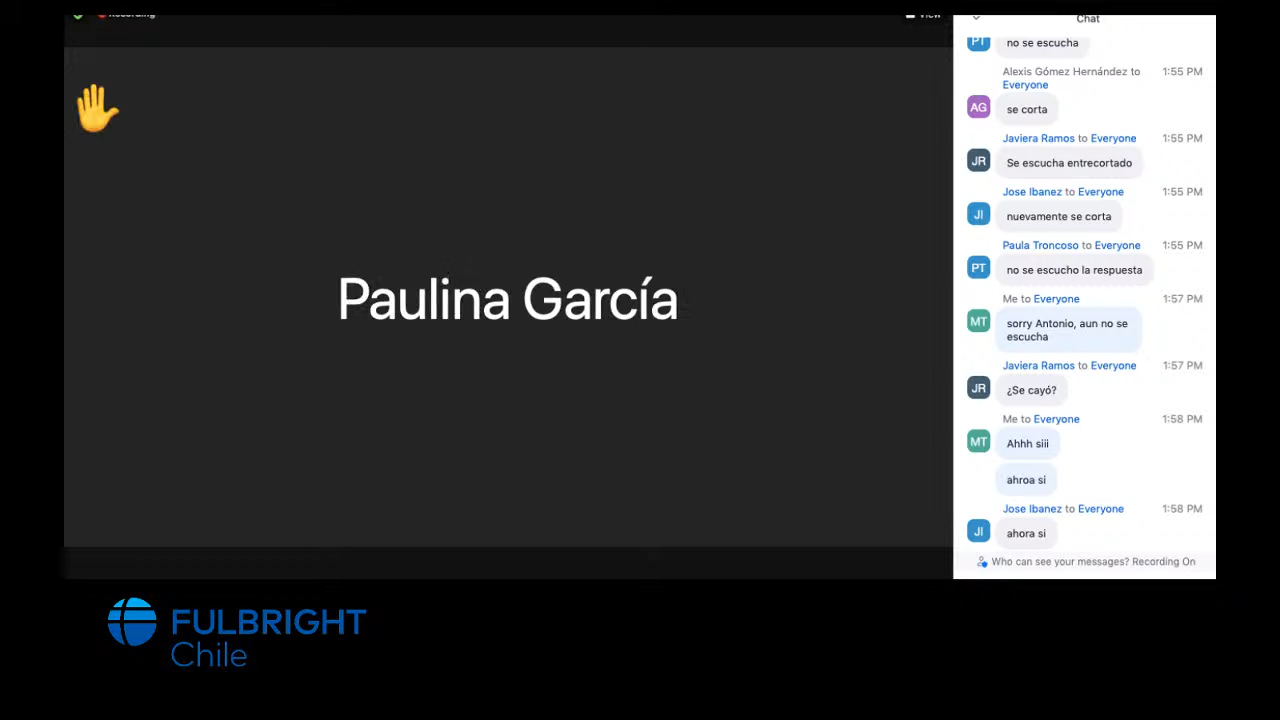 Recording
View
Chat
PT
no se escucha
Alexis Gómez Hernández to
Everyone
1:55 PM
AG
se corta
Javiera Ramos to Everyone
1:55 PM
JR
Se escucha entrecortado
Jose Ibanez to Everyone
1:55 PM
JI
nuevamente se corta
Paula Troncoso to Everyone
1:55 PM
PT
no se escucho la respuesta
Me to Everyone
1:57 PM
MT
sorry Antonio, aun no se
escucha
Javiera Ramos to Everyone
1:57 PM
JR
¿Se cayó?
Me to Everyone
1:58 PM
MT
Ahhh siii
ahroa si
Jose Ibanez to Everyone
1:58 PM
JI
ahora si
Who can see your messages? Recording On
Paulina García
FULBRIGHT
Chile